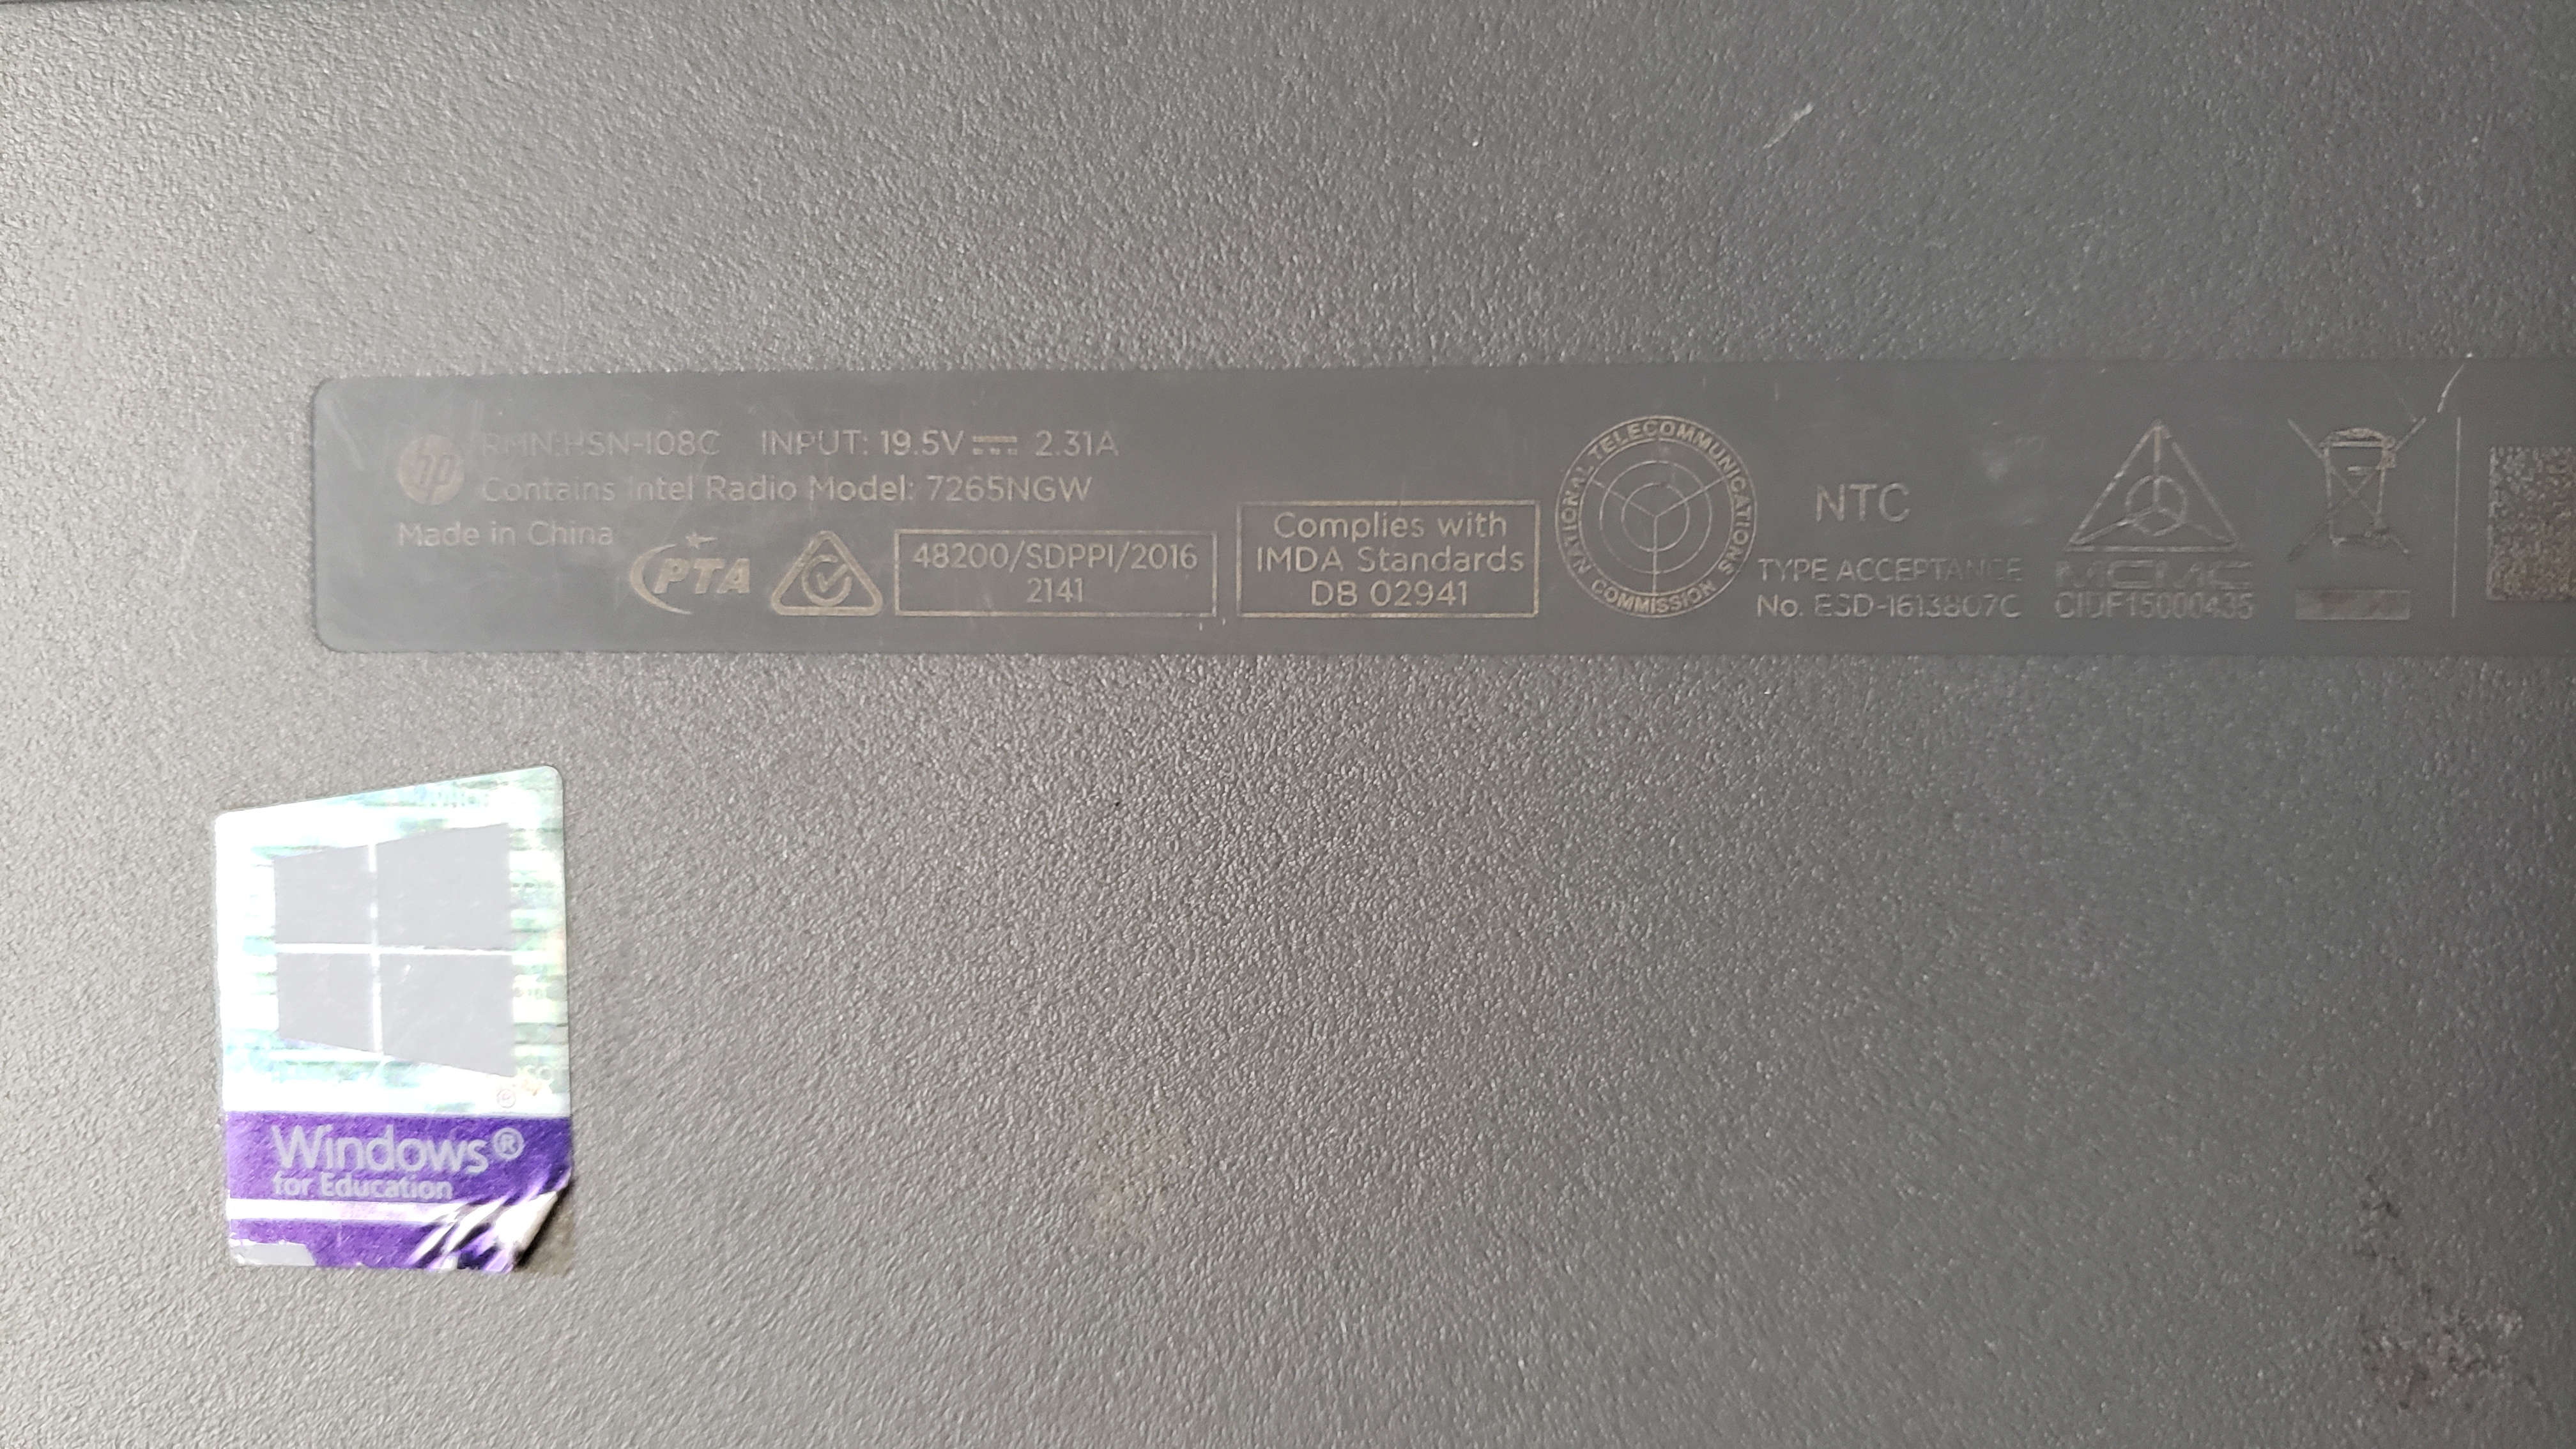 hp
RMN:HSN-I08C INPUT: 19.5V 2.31A
Contains Intel Radio Model: 7265NGW
Made in China
PTA
48200/SDPPI/2016
2141
Complies with
IMDA Standards
DB 02941
NATIONAL TELECOMMUNICATIONS COMMISSION
NTC
TYPE ACCEPTANCE
No. ESD-1613807C
MCMC
CIDF15000435
Windows®
for Education